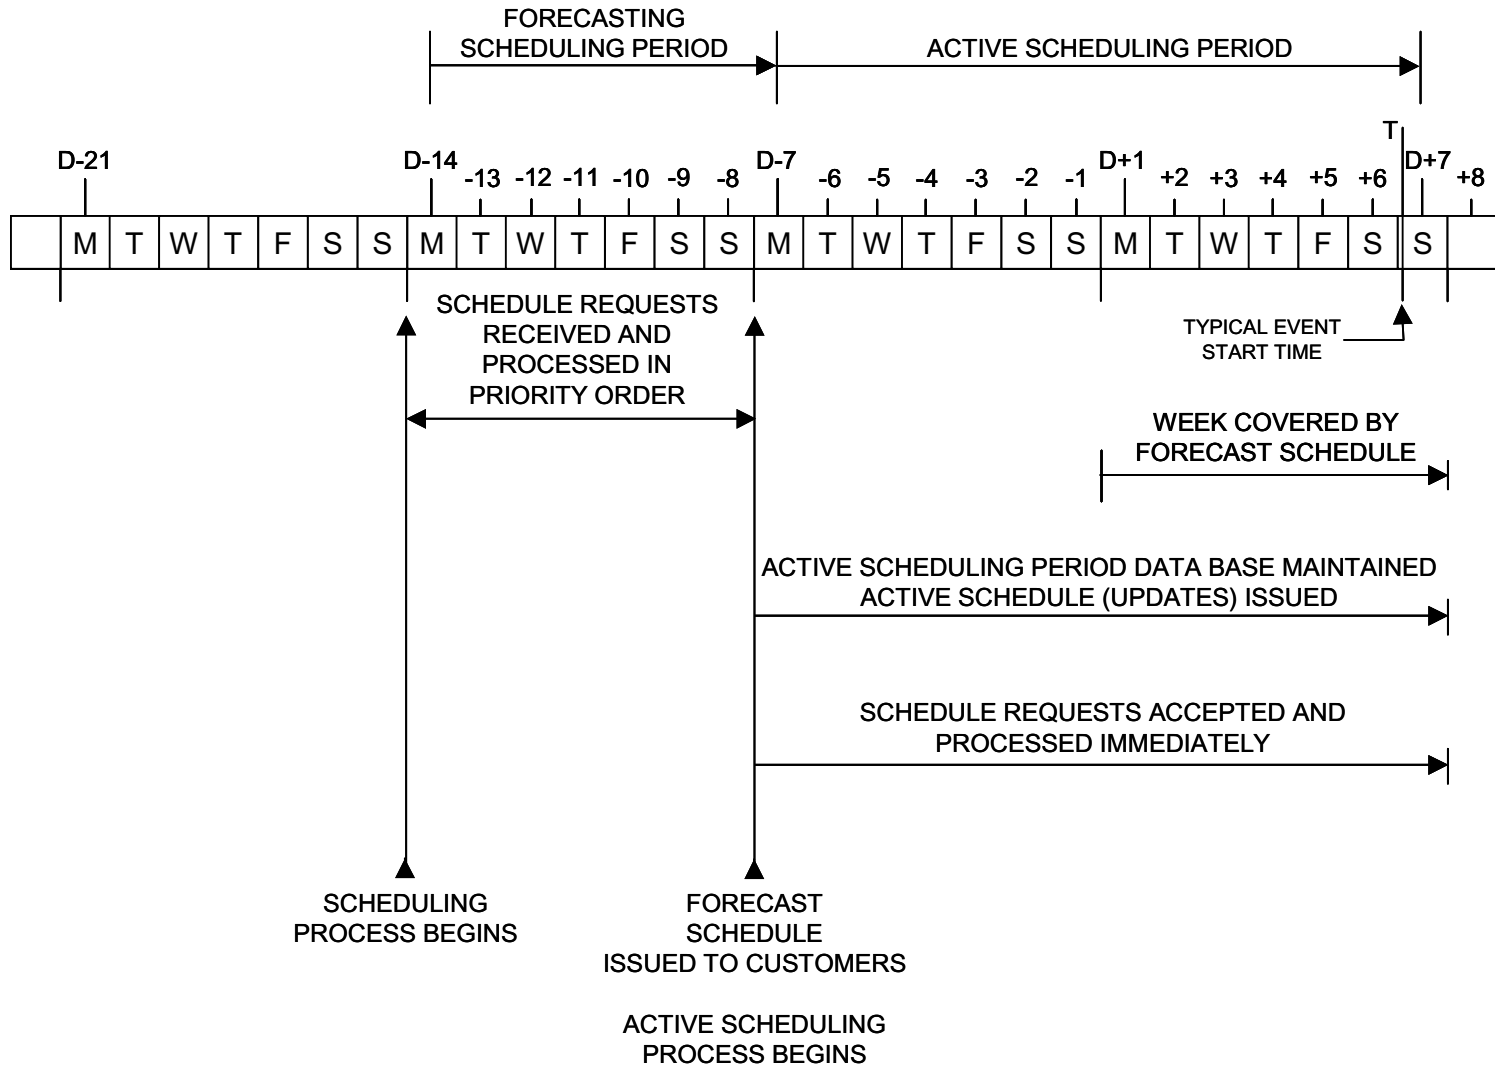 FORECASTING
SCHEDULING PERIOD
ACTIVE SCHEDULING PERIOD
T
D-21
D-14
-13
-12
-11
-10
-9
-8
D-7
-6
-5
-4
-3
-2
-1
D+1
+2
+3
+4
+5
+6
D+7
+8
M T W T F S S M T W T F S S M T W T F S S M T W T F S S
SCHEDULE REQUESTS
RECEIVED AND
PROCESSED IN
PRIORITY ORDER
TYPICAL EVENT
START TIME
WEEK COVERED BY
FORECAST SCHEDULE
ACTIVE SCHEDULING PERIOD DATA BASE MAINTAINED
ACTIVE SCHEDULE (UPDATES) ISSUED
SCHEDULE REQUESTS ACCEPTED AND
PROCESSED IMMEDIATELY
SCHEDULING
PROCESS BEGINS
FORECAST
SCHEDULE
ISSUED TO CUSTOMERS
ACTIVE SCHEDULING
PROCESS BEGINS